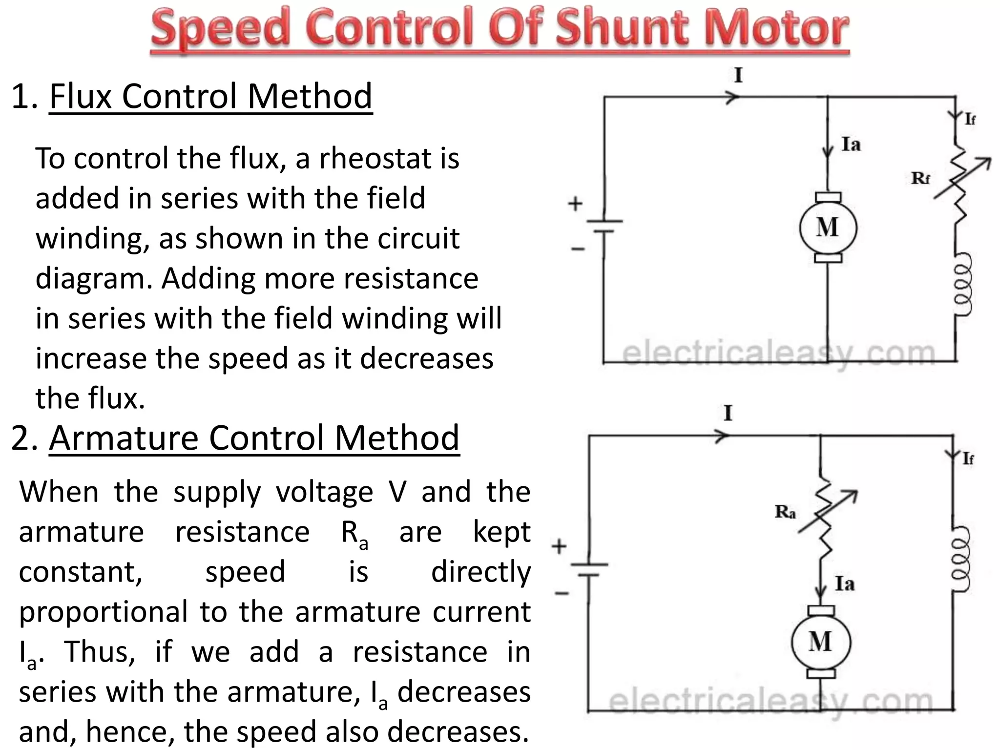 Speed Control Of Shunt Motor
1. Flux Control Method
To control the flux, a rheostat is
added in series with the field
winding, as shown in the circuit
diagram. Adding more resistance
in series with the field winding will
increase the speed as it decreases
the flux.
I
If
Ia
Rf
+
M
−
electricaleasy.com
2. Armature Control Method
When the supply voltage V and the
armature resistance Ra are kept
constant, speed is directly
proportional to the armature current
Ia. Thus, if we add a resistance in
series with the armature, Ia decreases
and, hence, the speed also decreases.
I
If
Ra
+
Ia
−
M
electricaleasy.com